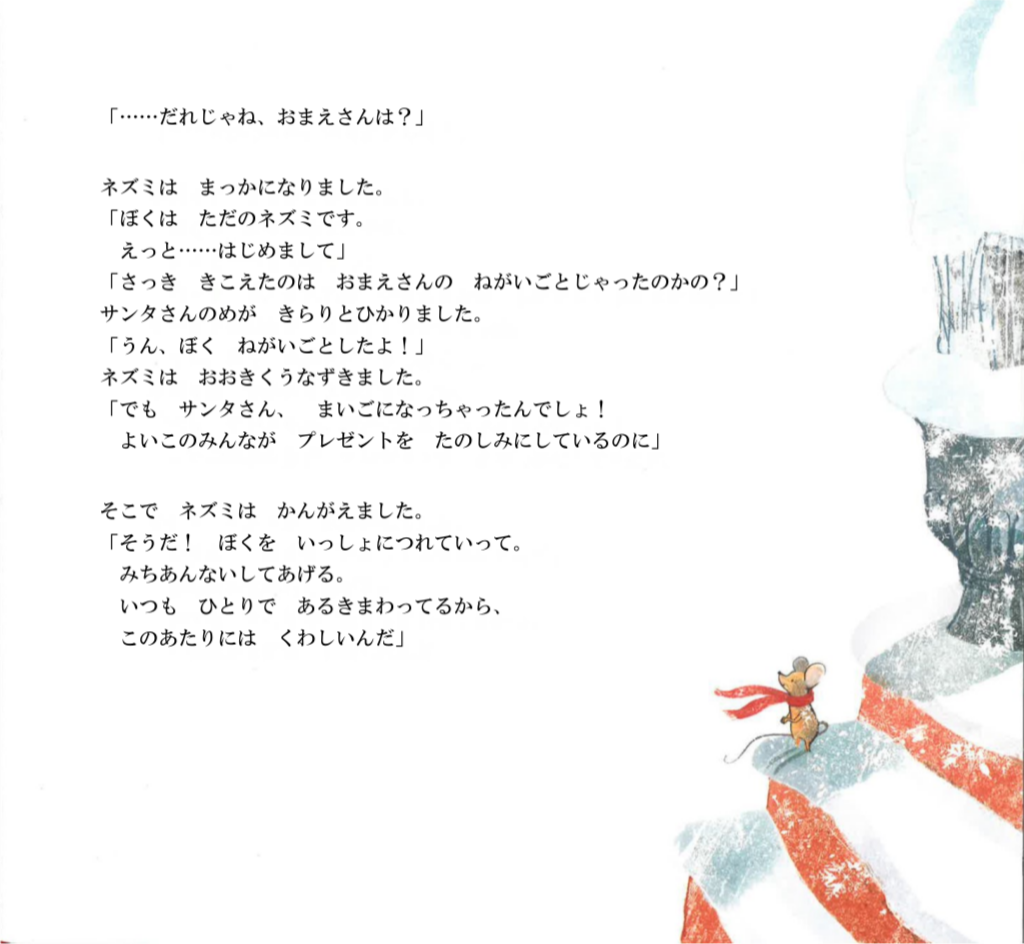 「……だれじゃね、おまえさんは？」
ネズミは　まっかになりました。
「ぼくは　ただのネズミです。
　えっと……はじめまして」
「さっき　きこえたのは　おまえさんの　ねがいごとじゃったのかの？」
サンタさんのめが　きらりとひかりました。
「うん、ぼく　ねがいごとしたよ！」
ネズミは　おおきくうなずきました。
「でも　サンタさん、　まいごになっちゃったんでしょ！
　よいこのみんなが　プレゼントを　たのしみにしているのに」
そこで　ネズミは　かんがえました。
「そうだ！　ぼくを　いっしょにつれていって。
　みちあんないしてあげる。
　いつも　ひとりで　あるきまわってるから、
　このあたりには　くわしいんだ」